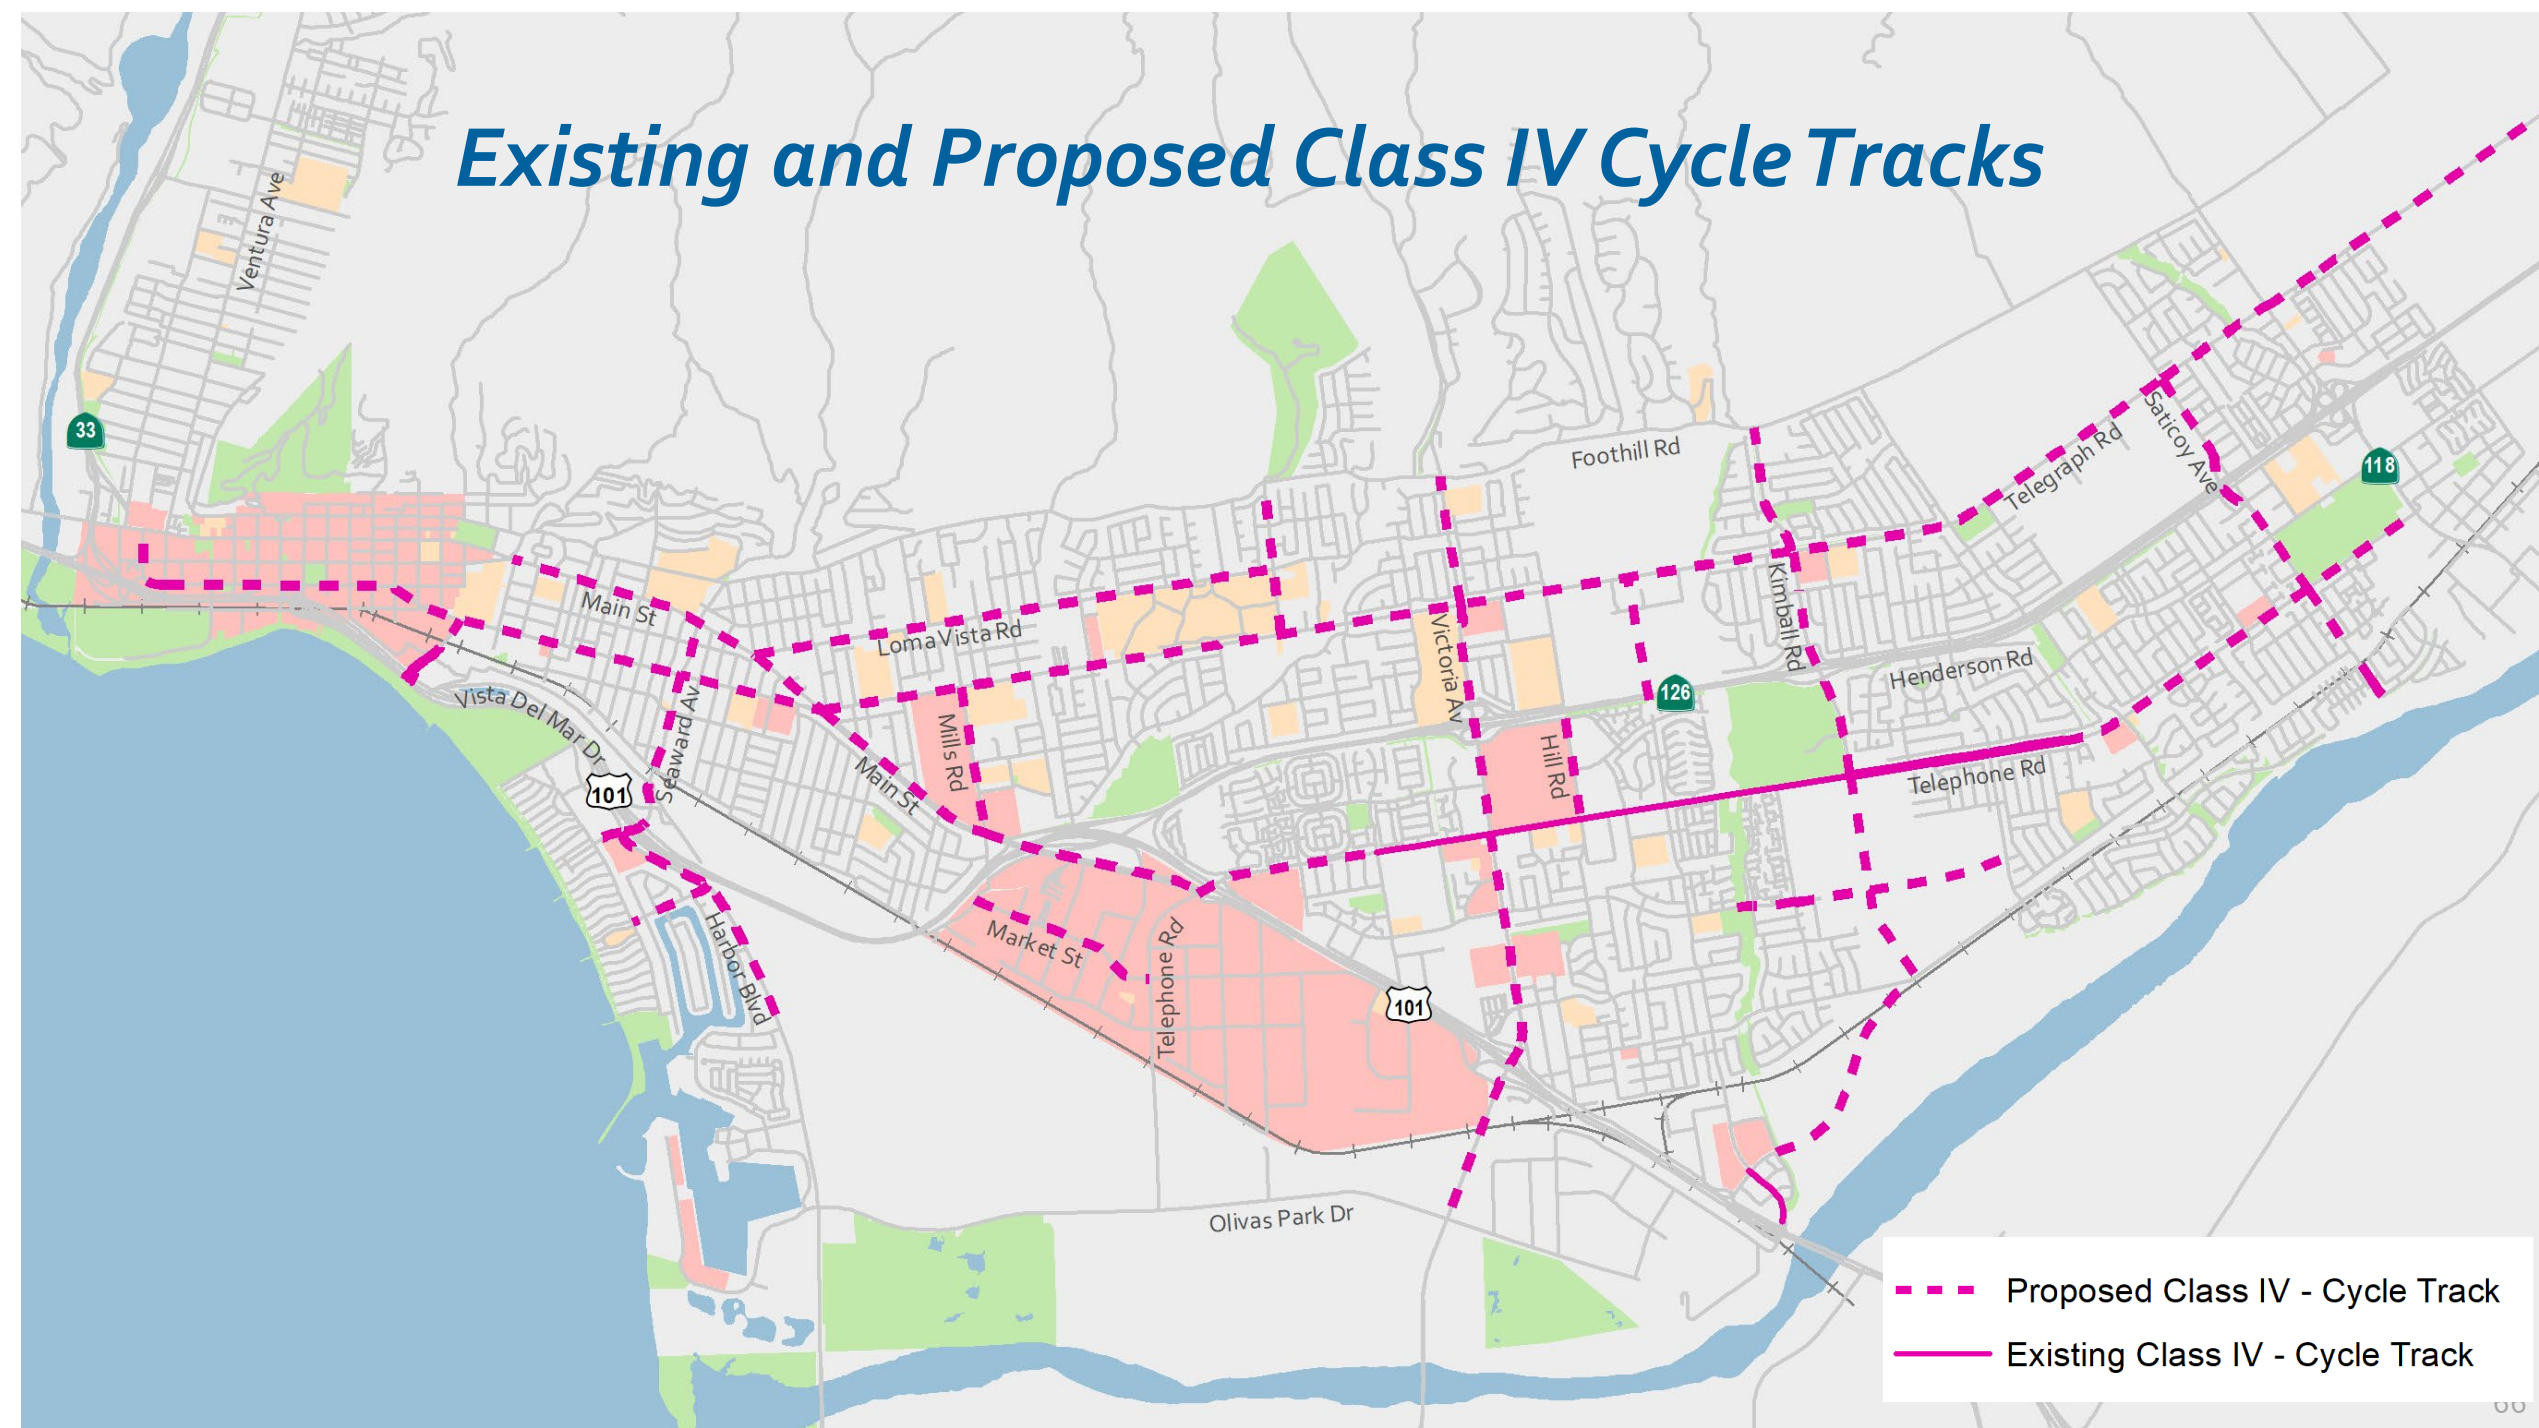 Existing and Proposed Class IV Cycle Tracks
Ventura Ave
33
Foothill Rd
Telegraph Rd
Saticoy Ave
118
Main St
Loma Vista Rd
Victoria Av
Kimball Rd
Henderson Rd
126
Vista Del Mar Dr
Seaward Av
101
Mills Rd
Main St
Hill Rd
Telephone Rd
Harbor Blvd
Market St
Telephone Rd
101
Olivas Park Dr
Proposed Class IV - Cycle Track
Existing Class IV - Cycle Track